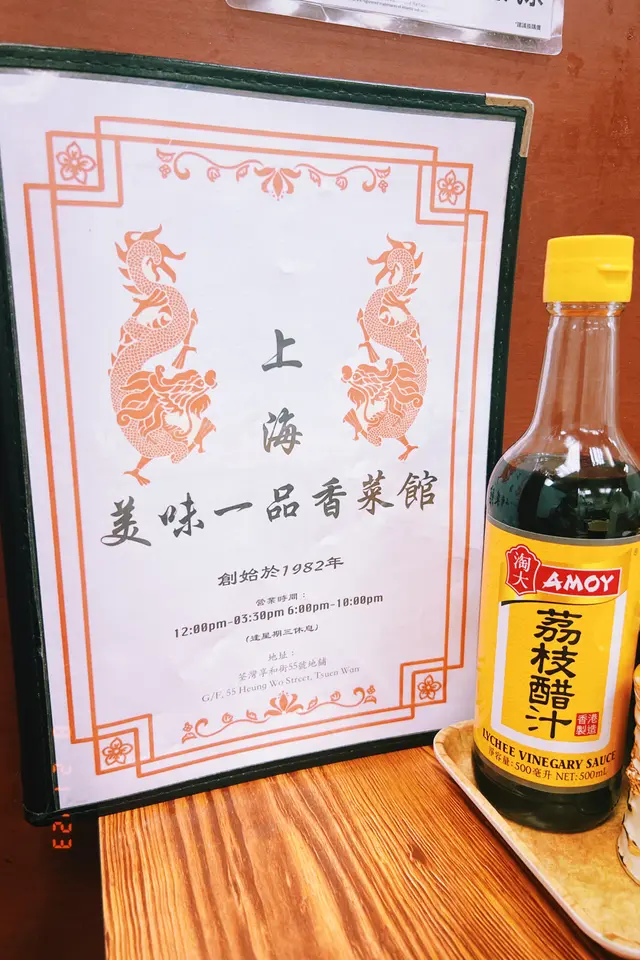 上
海
美味一品香菜館
創始於1982年
營業時間：
12:00pm-03:30pm 6:00pm-10:00pm
(逢星期三休息)
地址：
荃灣享和街55號地舖
G/F, 55 Heung Wo Street, Tsuen Wan
淘大
AMOY
荔枝醋汁
香港製造
LYCHEE VINEGARY SAUCE
淨容量: 500毫升 NET: 500mL